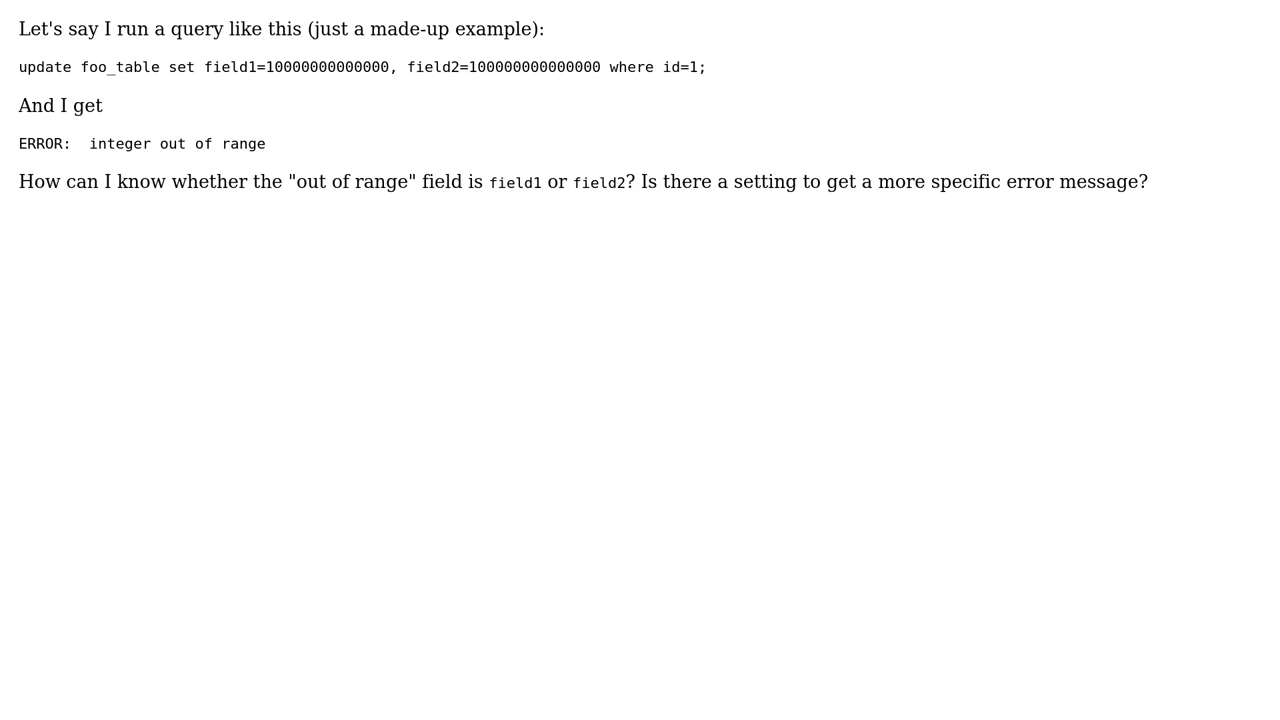 Let's say I run a query like this (just a made-up example):
update foo_table set field1=10000000000000, field2=100000000000000 where id=1;
And I get
ERROR:  integer out of range
How can I know whether the "out of range" field is field1 or field2? Is there a setting to get a more specific error message?